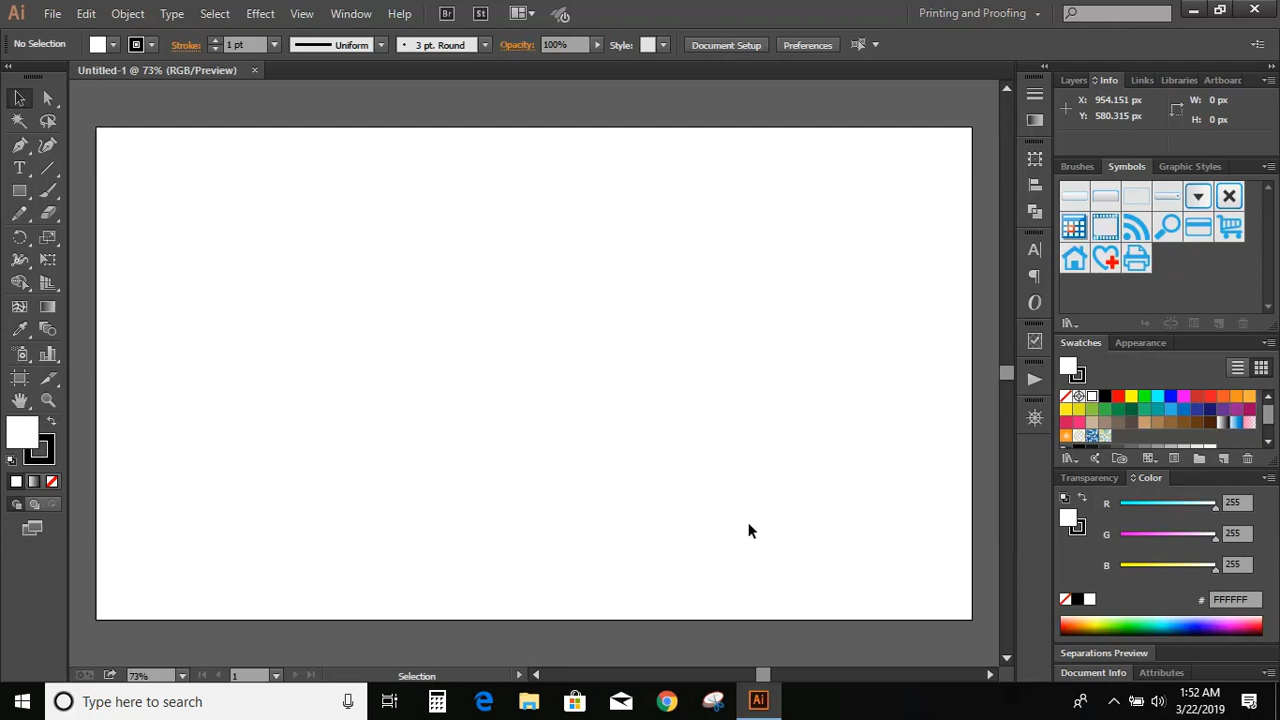 Ai File Edit Object Type Select Effect View Window Help Br St Printing and Proofing
No Selection Stroke: 1 pt Uniform 3 pt. Round Opacity: 100% Style: Document Setup Preferences
Untitled-1 @ 73% (RGB/Preview)
Layers Info Links Libraries Artboard
X: 954.151 px W: 0 px
Y: 580.315 px H: 0 px
Brushes Symbols Graphic Styles
Swatches Appearance
Transparency Color
R 255
G 255
B 255
# FFFFFF
Separations Preview
Document Info Attributes
73% 1 Selection
Type here to search
Ai
1:52 AM
3/22/2019